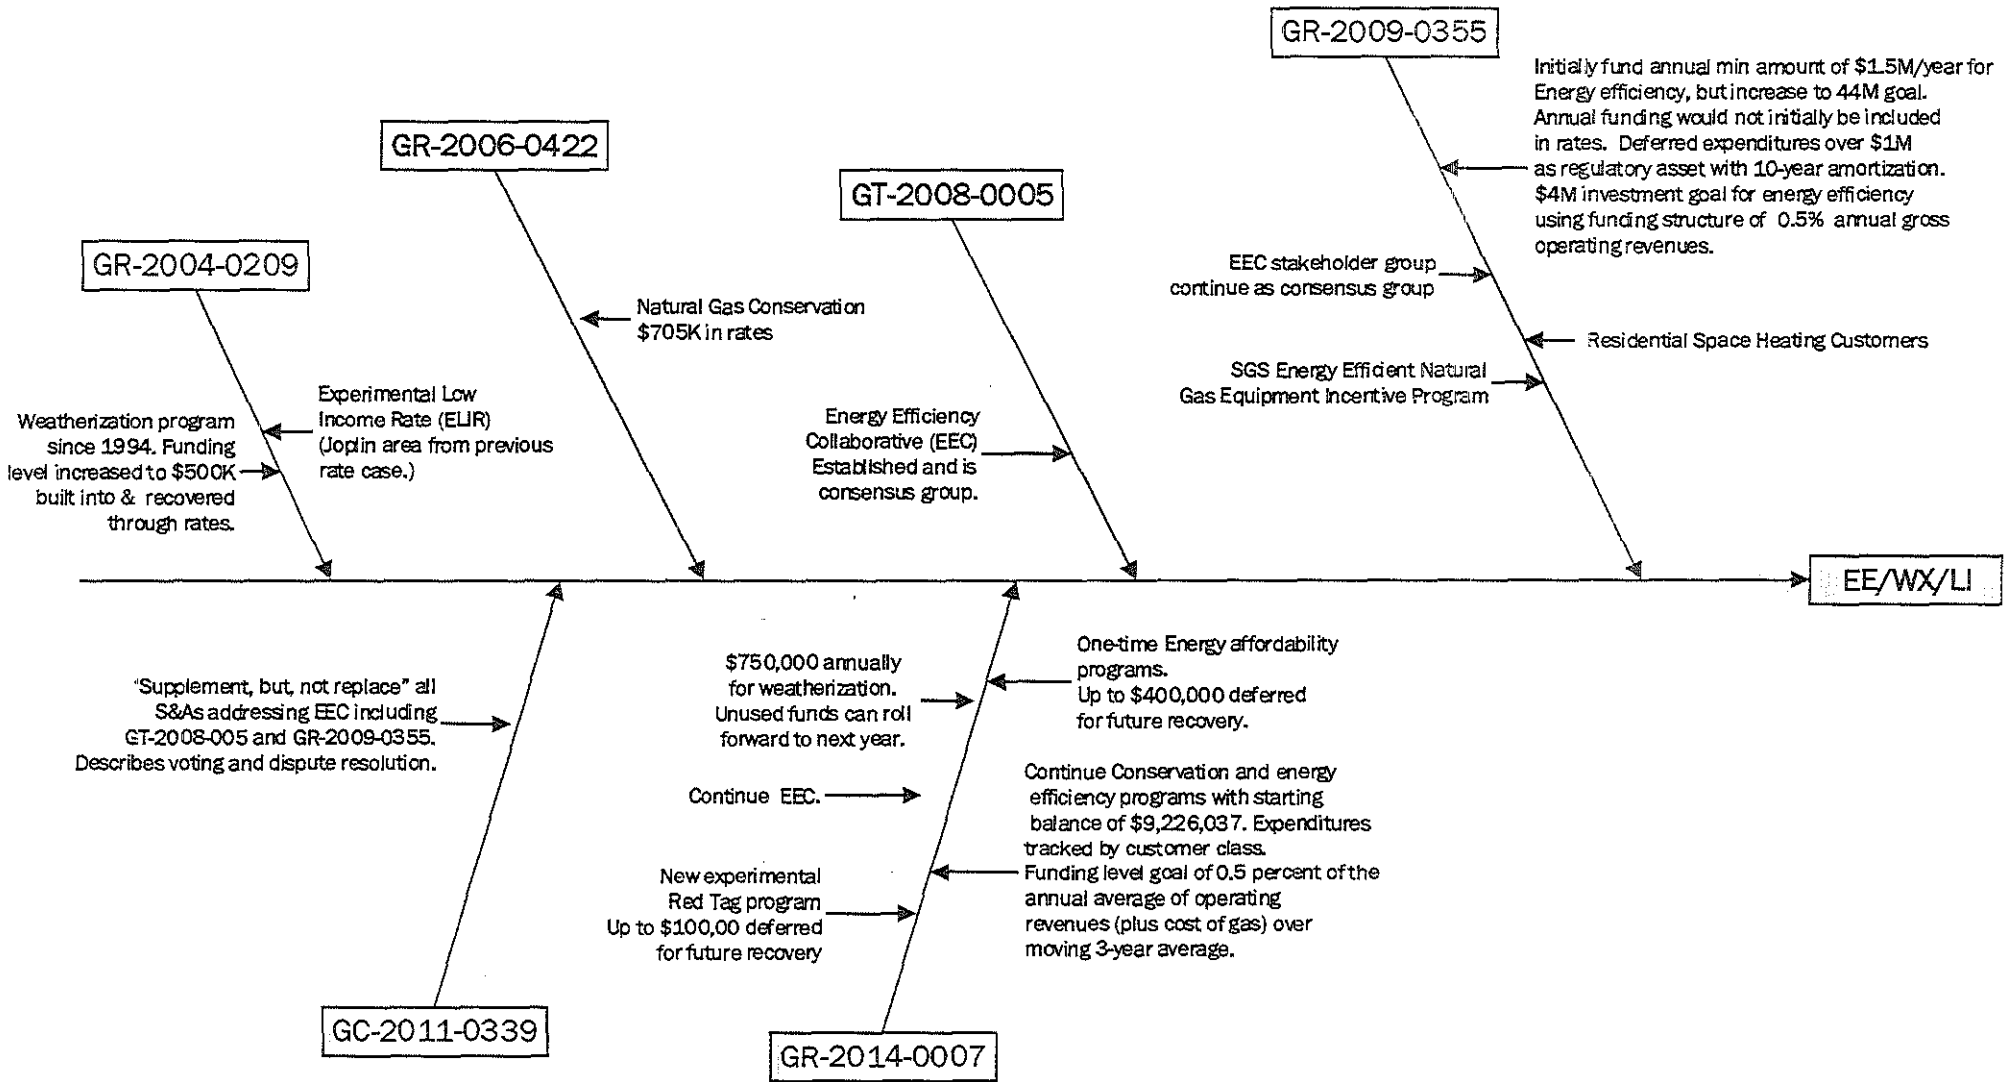 GR-2009-0355
Initially fund annual min amount of $1.5M/year for
Energy efficiency, but increase to 44M goal.
Annual funding would not initially be included
in rates. Deferred expenditures over $1M
as regulatory asset with 10-year amortization.
$4M investment goal for energy efficiency
using funding structure of 0.5% annual gross
operating revenues.
EEC stakeholder group
continue as consensus group
Residential Space Heating Customers
SGS Energy Efficient Natural
Gas Equipment Incentive Program
GR-2006-0422
Natural Gas Conservation
$705K in rates
GT-2008-0005
Energy Efficiency
Collaborative (EEC)
Established and is
consensus group.
GR-2004-0209
Weatherization program
since 1994. Funding
level increased to $500K
built into & recovered
through rates.
Experimental Low
Income Rate (ELIR)
(Joplin area from previous
rate case.)
EE/WX/LI
"Supplement, but, not replace" all
S&As addressing EEC including
GT-2008-005 and GR-2009-0355.
Describes voting and dispute resolution.
GC-2011-0339
$750,000 annually
for weatherization.
Unused funds can roll
forward to next year.
One-time Energy affordability
programs.
Up to $400,000 deferred
for future recovery.
Continue EEC.
Continue Conservation and energy
efficiency programs with starting
balance of $9,226,037. Expenditures
tracked by customer class.
Funding level goal of 0.5 percent of the
annual average of operating
revenues (plus cost of gas) over
moving 3-year average.
New experimental
Red Tag program
Up to $100,00 deferred
for future recovery
GR-2014-0007